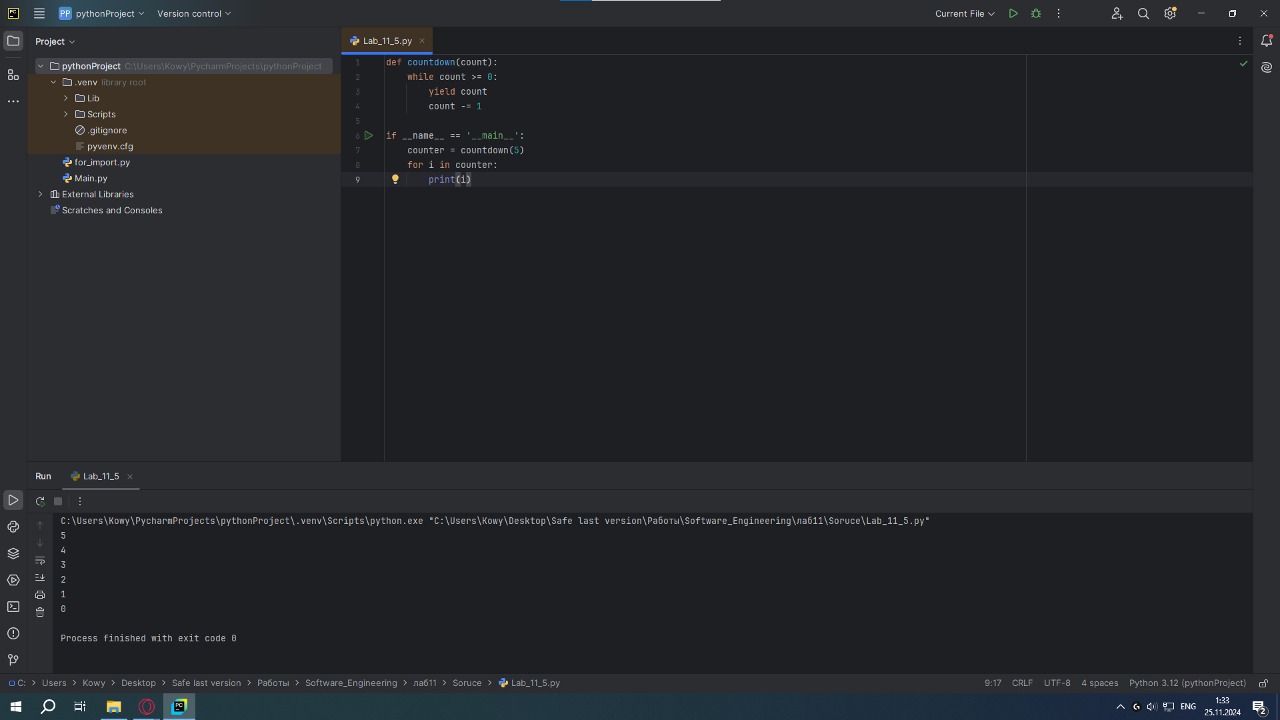 PP pythonProject Version control Current File
Project
Lab_11_5.py
pythonProject C:\Users\Kowy\PycharmProjects\pythonProject
.venv library root
Lib
Scripts
.gitignore
pyvenv.cfg
for_import.py
Main.py
External Libraries
Scratches and Consoles
1 def countdown(count):
2 while count >= 0:
3 yield count
4 count -= 1
5
6 if __name__ == '__main__':
7 counter = countdown(5)
8 for i in counter:
9 print(i)
Run Lab_11_5
C:\Users\Kowy\PycharmProjects\pythonProject\.venv\Scripts\python.exe "C:\Users\Kowy\Desktop\Safe last version\Работы\Software_Engineering\лаб11\Soruce\Lab_11_5.py"
5
4
3
2
1
0
Process finished with exit code 0
C: > Users > Kowy > Desktop > Safe last version > Работы > Software_Engineering > лаб11 > Soruce > Lab_11_5.py 9:17 CRLF UTF-8 4 spaces Python 3.12 (pythonProject)
PC ENG 1:33
25.11.2024 2